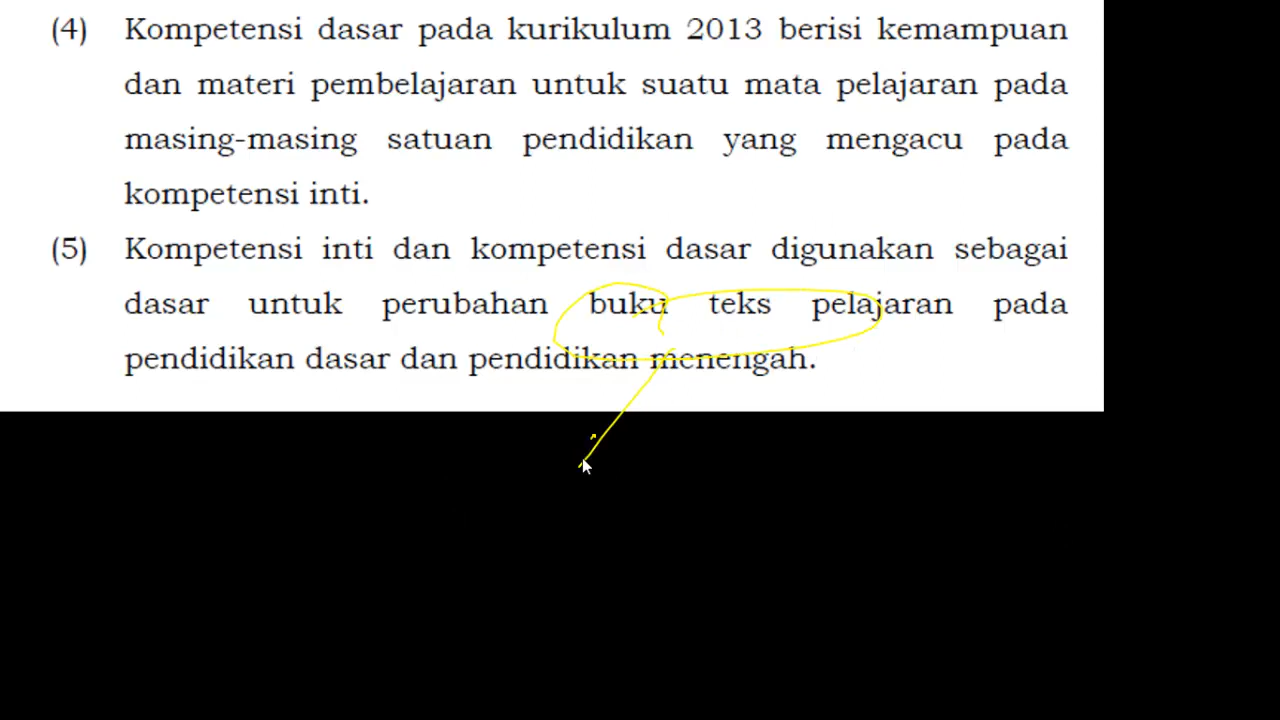 (4) Kompetensi dasar pada kurikulum 2013 berisi kemampuan
dan materi pembelajaran untuk suatu mata pelajaran pada
masing-masing satuan pendidikan yang mengacu pada
kompetensi inti.
(5) Kompetensi inti dan kompetensi dasar digunakan sebagai
dasar untuk perubahan buku teks pelajaran pada
pendidikan dasar dan pendidikan menengah.